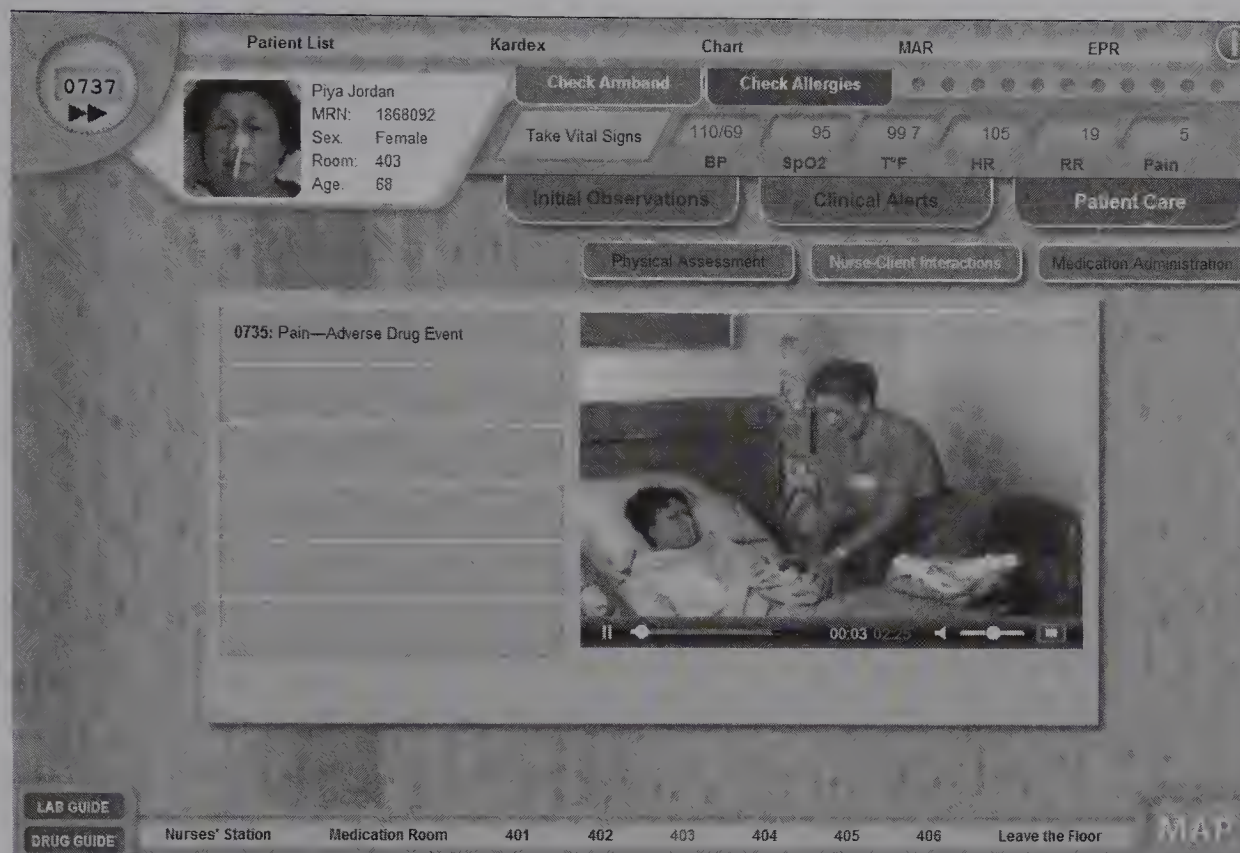 Patient List Kardex Chart MAR EPR
0737
Check Armband Check Allergies
Piya Jordan
MRN: 1868092
Sex. Female
Room: 403
Age. 68
Take Vital Signs 110/69 95 99 7 105 19 5
BP SpO2 T°F HR RR Pain
Initial Observations Clinical Alerts Patient Care
Physical Assessment Nurse-Client Interactions Medication Administration
0735: Pain—Adverse Drug Event
00:03 02:25
LAB GUIDE
DRUG GUIDE
Nurses' Station Medication Room 401 402 403 404 405 406 Leave the Floor
MAP